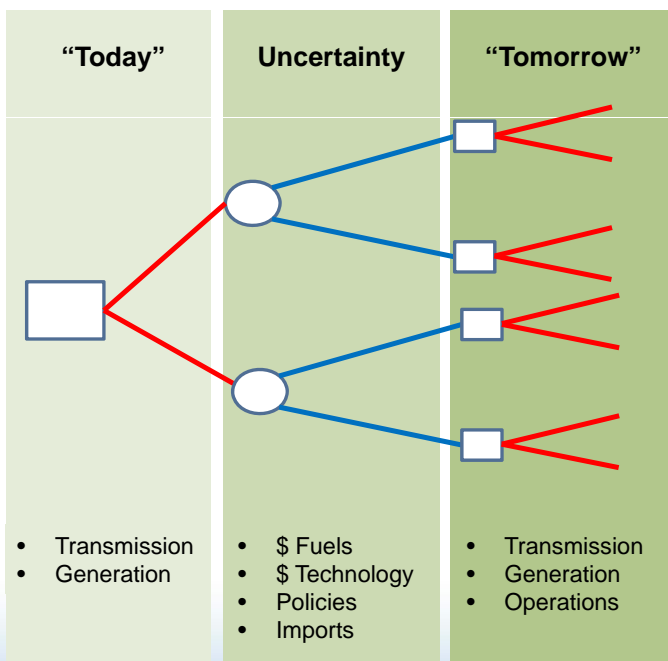 “Today”
Uncertainty
“Tomorrow”
• Transmission
• Generation
• $ Fuels
• $ Technology
• Policies
• Imports
• Transmission
• Generation
• Operations